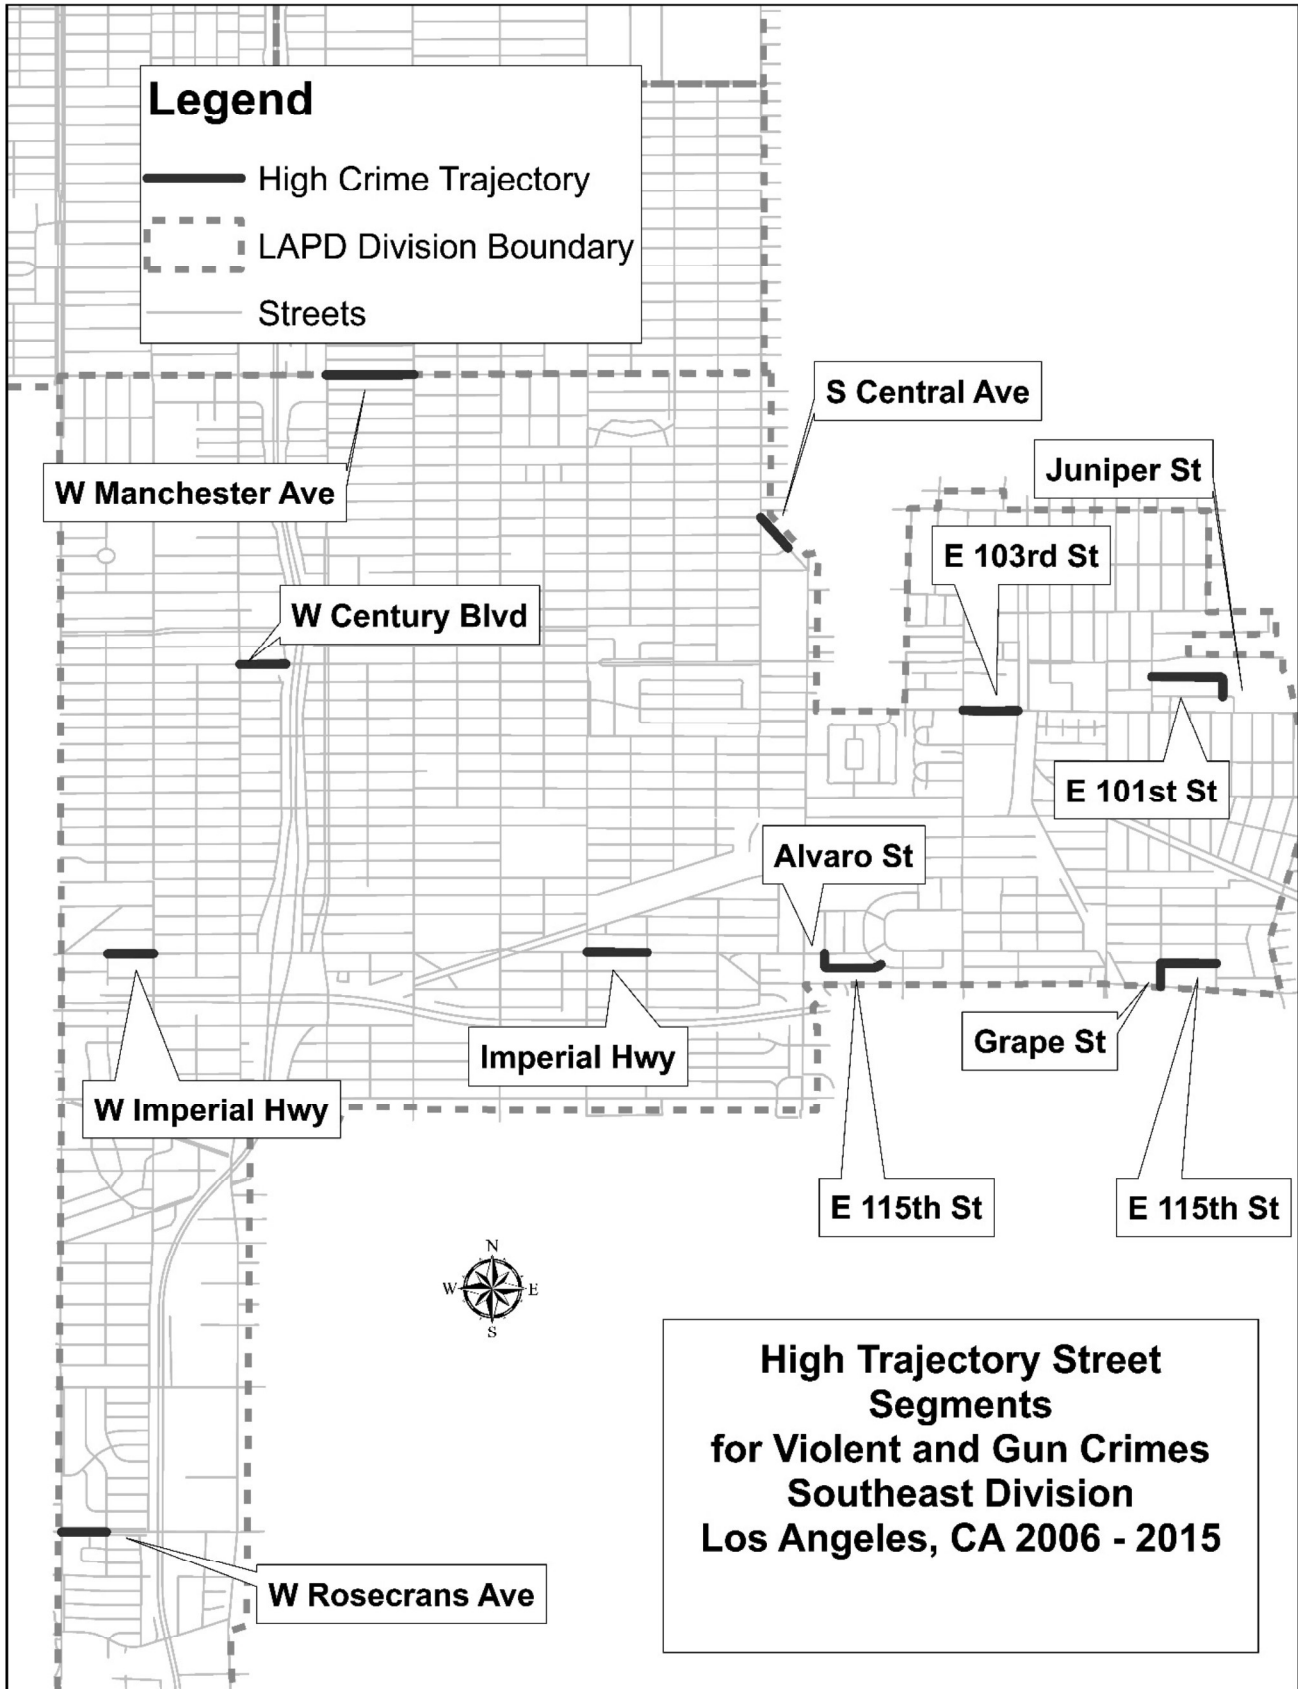 Legend
High Crime Trajectory
LAPD Division Boundary
Streets
S Central Ave
Juniper St
W Manchester Ave
E 103rd St
W Century Blvd
E 101st St
Alvaro St
Grape St
Imperial Hwy
W Imperial Hwy
E 115th St
E 115th St
N
W
E
S
High Trajectory Street
Segments
for Violent and Gun Crimes
Southeast Division
Los Angeles, CA 2006 - 2015
W Rosecrans Ave